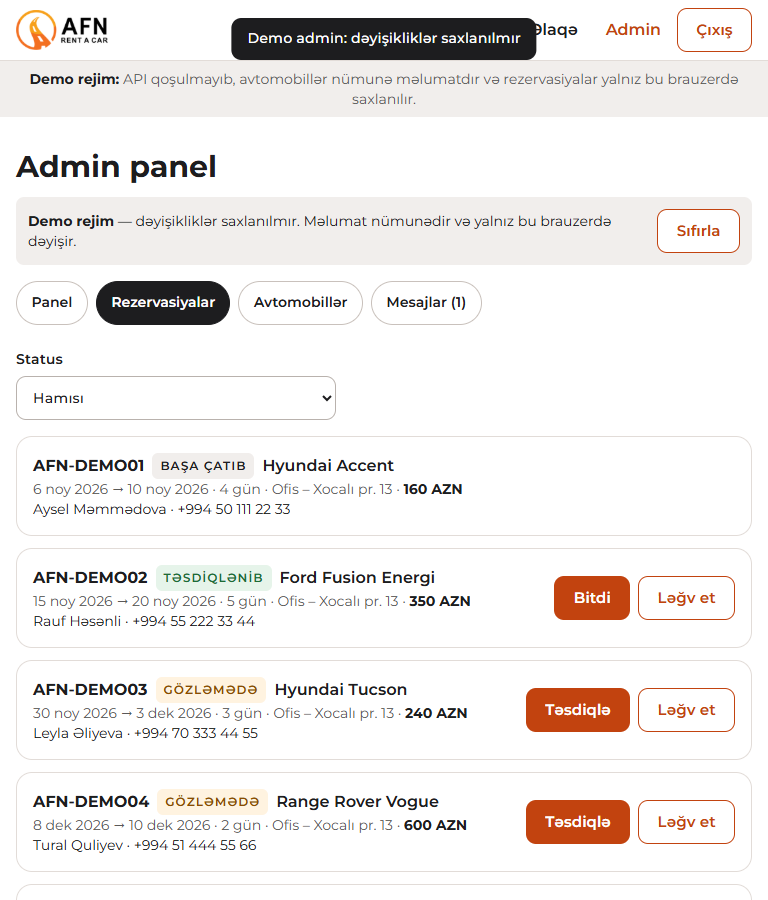 AFN
RENT A CAR
Demo admin: dəyişikliklər saxlanılmır
Admin
Çıxış
Demo rejim: API qoşulmayıb, avtomobillər nümunə məlumatdır və rezervasiyalar yalnız bu brauzerdə
saxlanılır.
Admin panel
Demo rejim — dəyişikliklər saxlanılmır. Məlumat nümunədir və yalnız bu brauzerdə
dəyişir.
Sıfırla
Panel
Rezervasiyalar
Avtomobillər
Mesajlar (1)
Status
Hamısı
AFN-DEMO01 BAŞA ÇATIB Hyundai Accent
6 noy 2026 → 10 noy 2026 · 4 gün · Ofis – Xocalı pr. 13 · 160 AZN
Aysel Məmmədova · +994 50 111 22 33
AFN-DEMO02 TƏSDİQLƏNİB Ford Fusion Energi
15 noy 2026 → 20 noy 2026 · 5 gün · Ofis – Xocalı pr. 13 · 350 AZN
Rauf Həsənli · +994 55 222 33 44
Bitdi
Ləğv et
AFN-DEMO03 GÖZLƏMƏDƏ Hyundai Tucson
30 noy 2026 → 3 dek 2026 · 3 gün · Ofis – Xocalı pr. 13 · 240 AZN
Leyla Əliyeva · +994 70 333 44 55
Təsdiqlə
Ləğv et
AFN-DEMO04 GÖZLƏMƏDƏ Range Rover Vogue
8 dek 2026 → 10 dek 2026 · 2 gün · Ofis – Xocalı pr. 13 · 600 AZN
Tural Quliyev · +994 51 444 55 66
Təsdiqlə
Ləğv et